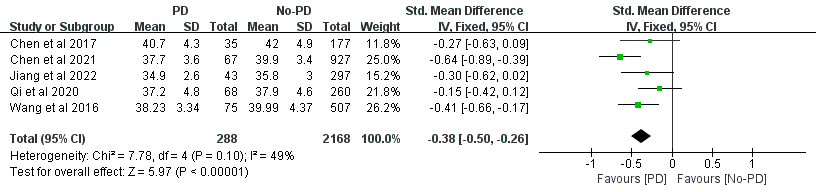 PD No-PD Std. Mean Difference Std. Mean Difference
Study or Subgroup Mean SD Total Mean SD Total Weight IV, Fixed, 95% CI IV, Fixed, 95% CI
Chen et al 2017 40.7 4.3 35 42 4.9 177 11.8% -0.27 [-0.63, 0.09]
Chen et al 2021 37.7 3.6 67 39.9 3.4 927 25.0% -0.64 [-0.89, -0.39]
Jiang et al 2022 34.9 2.6 43 35.8 3 297 15.1% -0.30 [-0.62, 0.02]
Qi et al 2020 37.2 4.8 68 37.9 4.6 260 21.8% -0.15 [-0.42, 0.12]
Wang et al 2016 38.23 3.34 75 39.99 4.37 507 26.2% -0.41 [-0.66, -0.17]
Total (95% CI) 288 2168 100.0% -0.38 [-0.50, -0.26]
Heterogeneity: Chi² = 7.78, df = 4 (P = 0.10); I² = 49%
Test for overall effect: Z = 5.97 (P < 0.00001)
-1 -0.5 0 0.5 1
Favours [PD] Favours [No-PD]